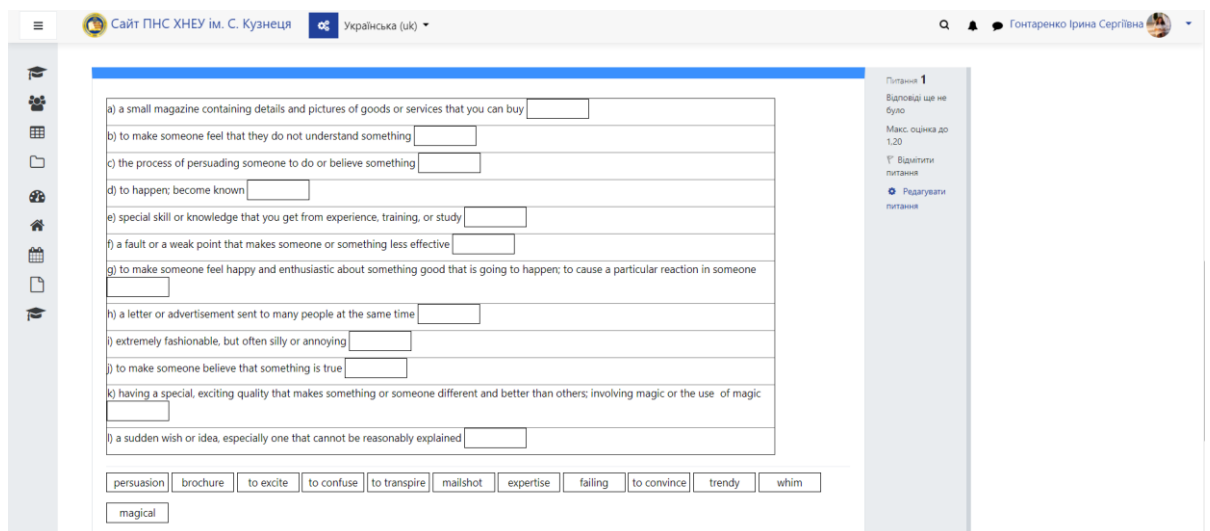 Сайт ПНС ХНЕУ ім. С. Кузнеця
Українська (uk)
Гонтаренко Ірина Сергіївна
a) a small magazine containing details and pictures of goods or services that you can buy
b) to make someone feel that they do not understand something
c) the process of persuading someone to do or believe something
d) to happen; become known
e) special skill or knowledge that you get from experience, training, or study
f) a fault or a weak point that makes someone or something less effective
g) to make someone feel happy and enthusiastic about something good that is going to happen; to cause a particular reaction in someone
h) a letter or advertisement sent to many people at the same time
i) extremely fashionable, but often silly or annoying
j) to make someone believe that something is true
k) having a special, exciting quality that makes something or someone different and better than others; involving magic or the use of magic
l) a sudden wish or idea, especially one that cannot be reasonably explained
persuasion brochure to excite to confuse to transpire mailshot expertise failing to convince trendy whim
magical
Питання 1
Відповіді ще не
було
Макс. оцінка до
1,20
Відмітити
питання
Редагувати
питання